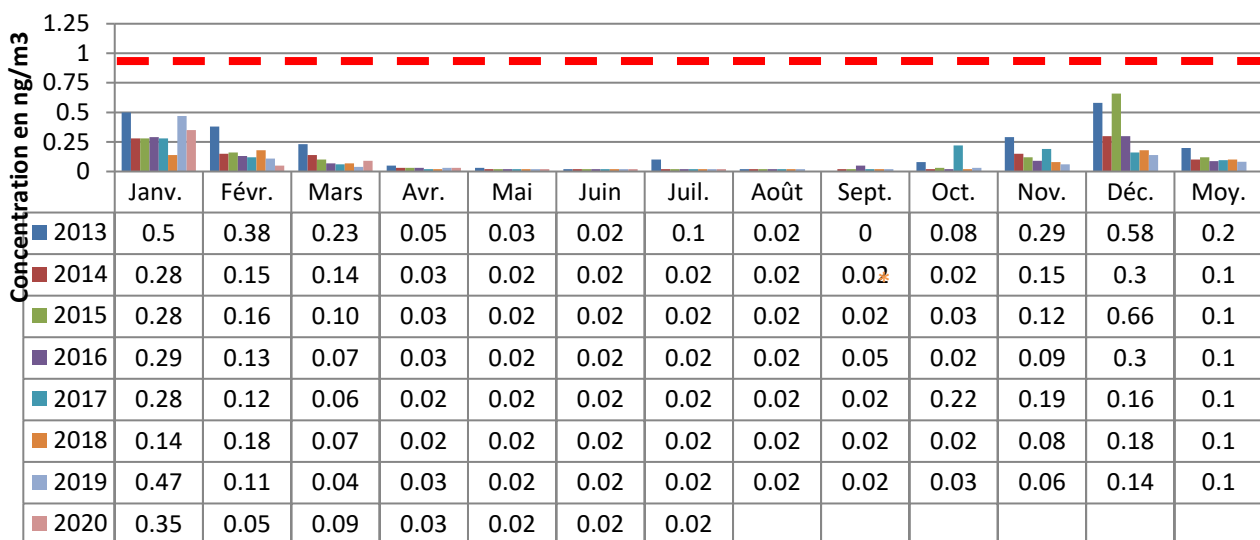 Concentration en ng/m3
1.25
1
0.75
0.5
0.25
0
Janv. Févr. Mars Avr. Mai Juin Juil. Août Sept. Oct. Nov. Déc. Moy.
2013 0.5 0.38 0.23 0.05 0.03 0.02 0.1 0.02 0 0.08 0.29 0.58 0.2
2014 0.28 0.15 0.14 0.03 0.02 0.02 0.02 0.02 0.02* 0.02 0.15 0.3 0.1
2015 0.28 0.16 0.10 0.03 0.02 0.02 0.02 0.02 0.02 0.03 0.12 0.66 0.1
2016 0.29 0.13 0.07 0.03 0.02 0.02 0.02 0.02 0.05 0.02 0.09 0.3 0.1
2017 0.28 0.12 0.06 0.02 0.02 0.02 0.02 0.02 0.02 0.22 0.19 0.16 0.1
2018 0.14 0.18 0.07 0.02 0.02 0.02 0.02 0.02 0.02 0.02 0.08 0.18 0.1
2019 0.47 0.11 0.04 0.03 0.02 0.02 0.02 0.02 0.02 0.03 0.06 0.14 0.1
2020 0.35 0.05 0.09 0.03 0.02 0.02 0.02